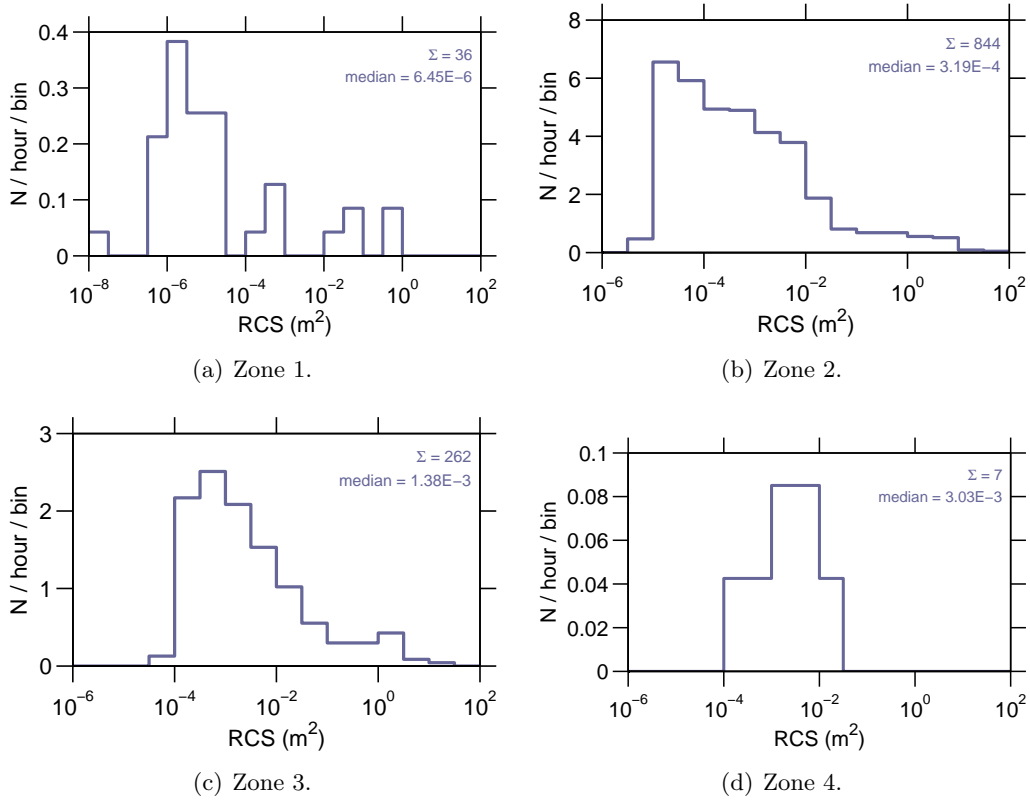 0.4
0.3
0.2
0.1
0
N / hour / bin
Σ = 36
median = 6.45E−6
10^−8 10^−6 10^−4 10^−2 10^0 10^2
RCS (m^2)
(a) Zone 1.
8
6
4
2
0
N / hour / bin
Σ = 844
median = 3.19E−4
10^−6 10^−4 10^−2 10^0 10^2
RCS (m^2)
(b) Zone 2.
3
2
1
0
N / hour / bin
Σ = 262
median = 1.38E−3
10^−6 10^−4 10^−2 10^0 10^2
RCS (m^2)
(c) Zone 3.
0.1
0.08
0.06
0.04
0.02
0
N / hour / bin
Σ = 7
median = 3.03E−3
10^−6 10^−4 10^−2 10^0 10^2
RCS (m^2)
(d) Zone 4.